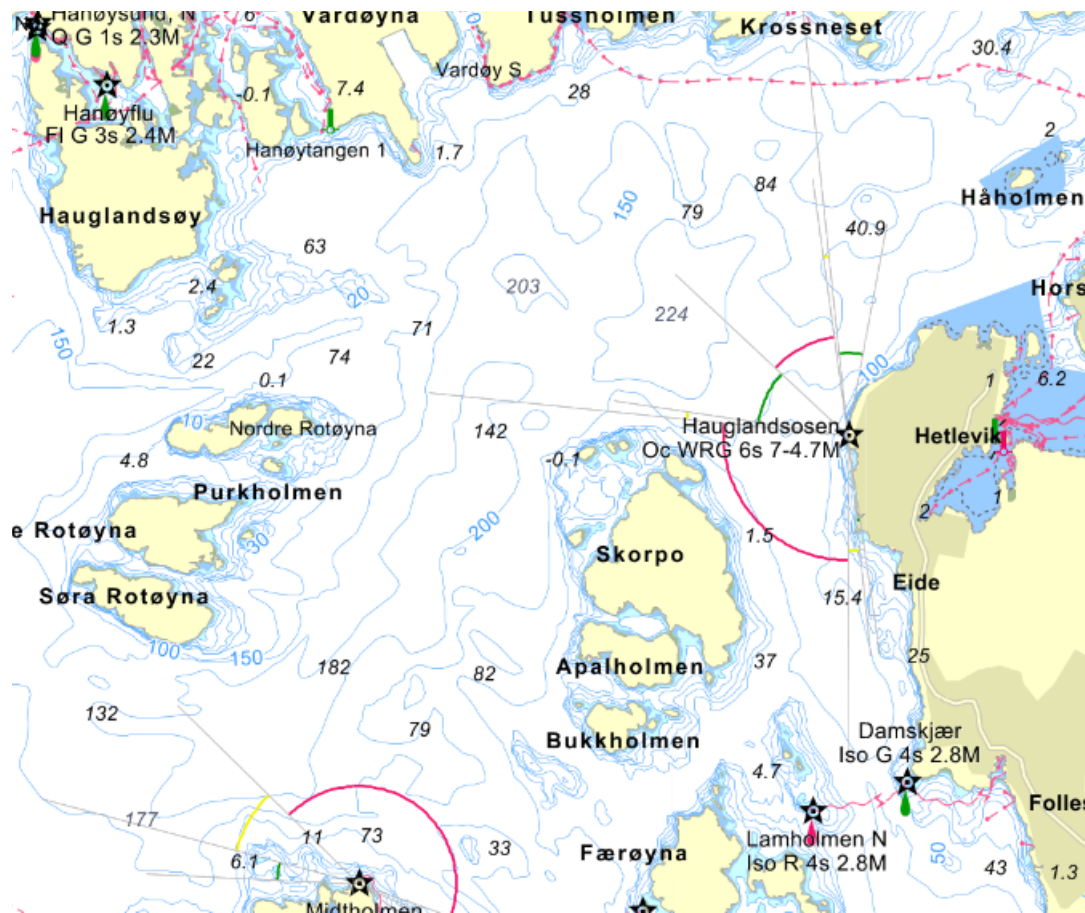 Hanøysund, N
Q G 1s 2.3M
6
Vardøyna
Tussholmen
Krossneset
30.4
Vardøy S
7.4
-0.1
28
Hanøyflu
Fl G 3s 2.4M
Hanøytangen 1
1.7
2
150
84
79
Håholmen
Hauglandsøy
40.9
63
2.4
20
203
Hors
150
1.3
71
224
22
74
100
0.1
1
6.2
10
Nordre Rotøyna
142
Hauglandsosen
Oc WRG 6s 7-4.7M
Hetlevik
4.8
-0.1
Purkholmen
1
2
e Rotøyna
30
200
1.5
Skorpo
Eide
Søra Rotøyna
15.4
100
150
182
82
Apalholmen
37
25
132
79
Bukkholmen
Damskjær
Iso G 4s 2.8M
4.7
177
11
73
33
Færøyna
Lamholmen N
Iso R 4s 2.8M
Folles
6.1
50
43
1.3
Midtholmen